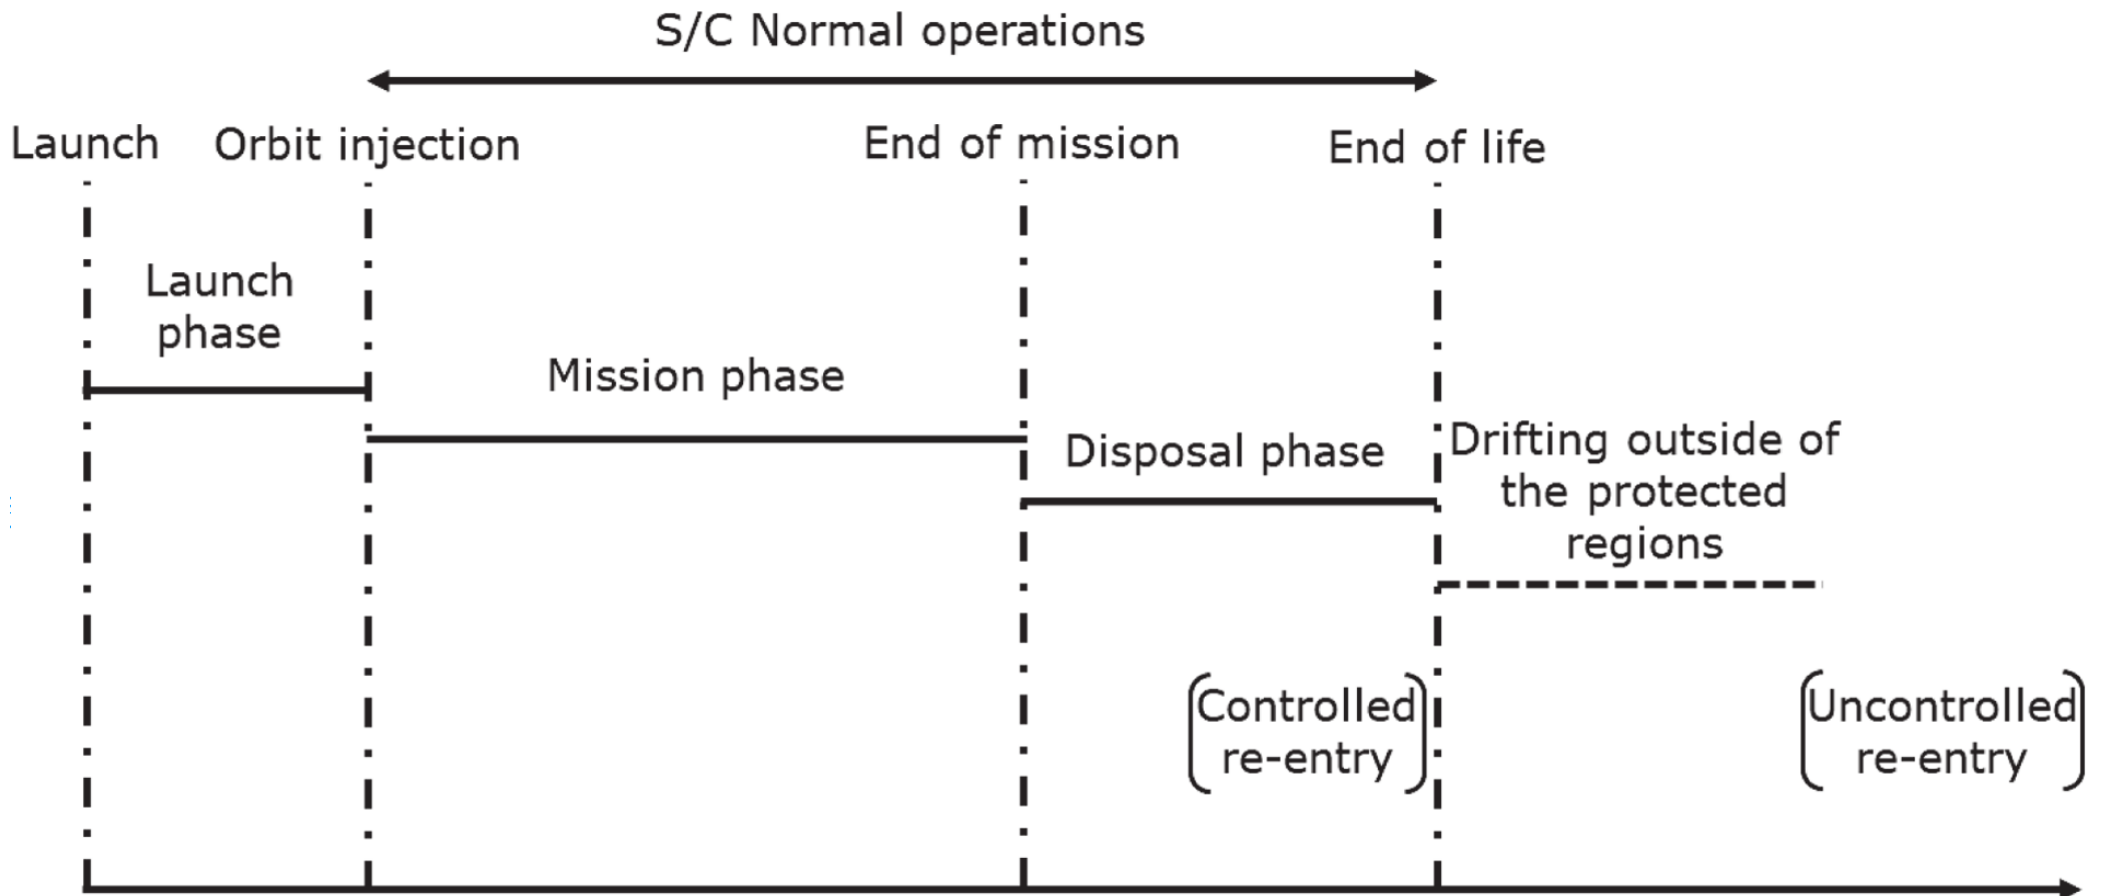 S/C Normal operations
Launch
Orbit injection
End of mission
End of life
Launch
phase
Mission phase
Disposal phase
Drifting outside of
the protected
regions
Controlled
re-entry
Uncontrolled
re-entry